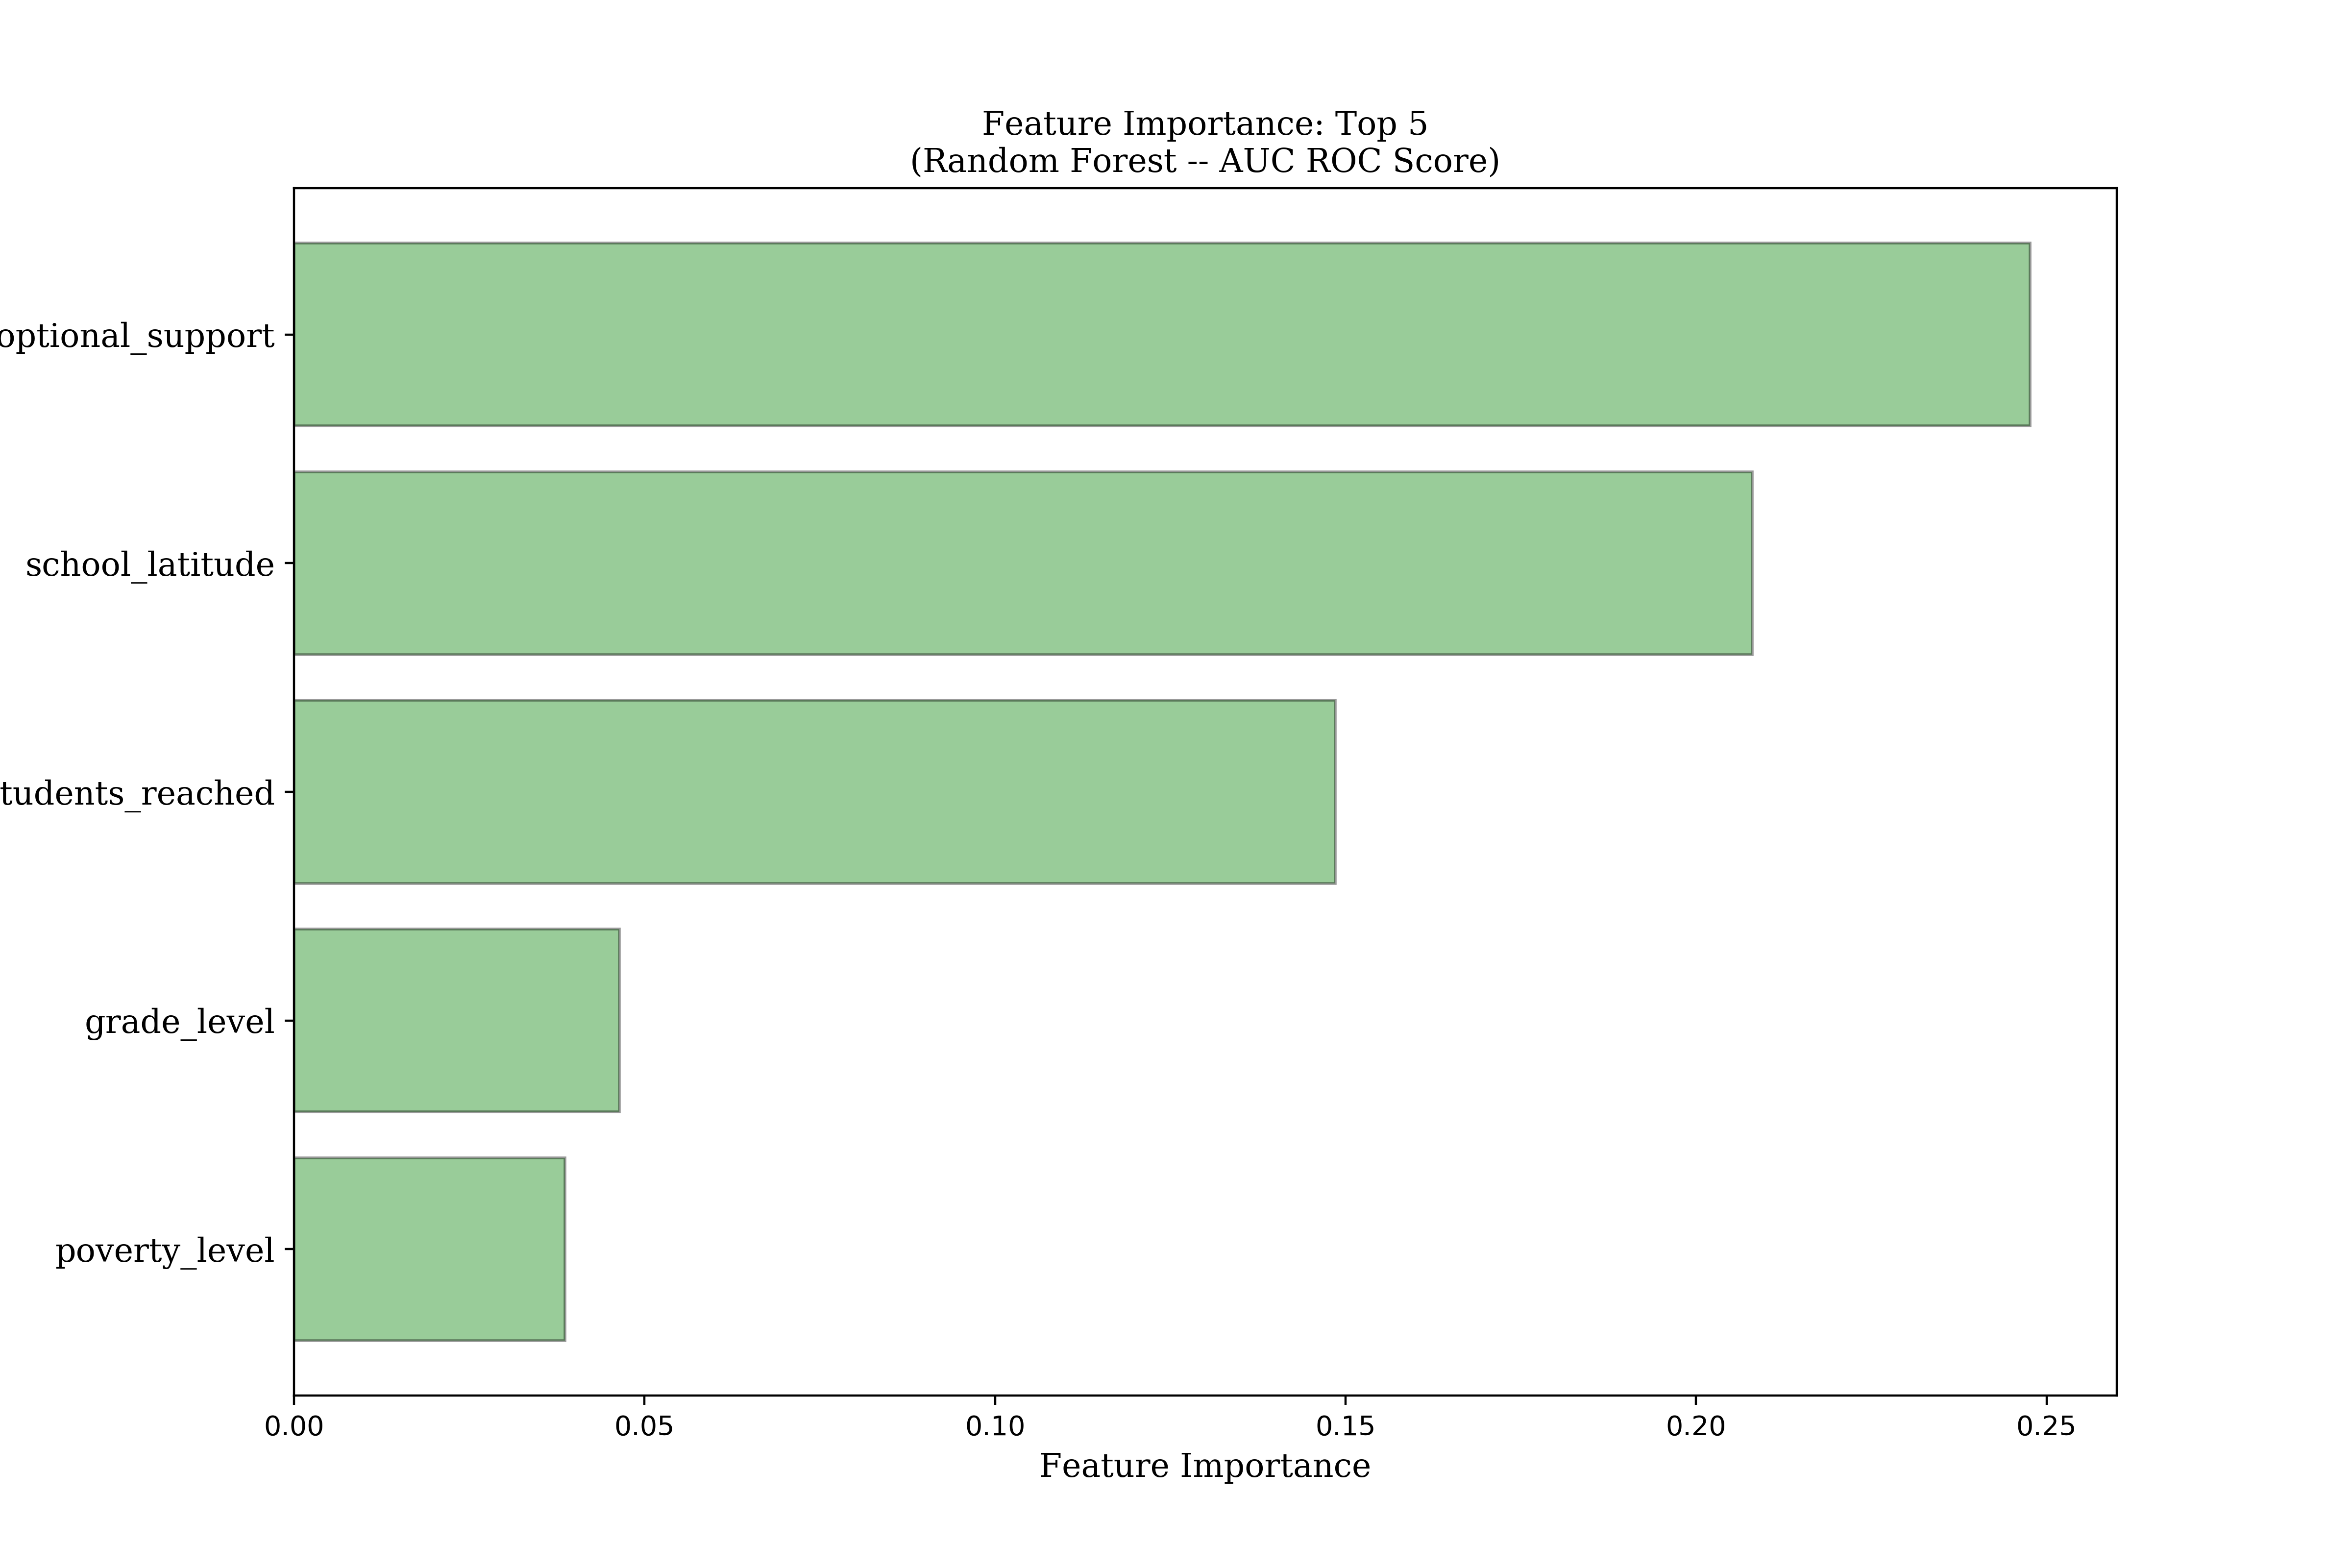 Feature Importance: Top 5
(Random Forest -- AUC ROC Score)
optional_support
school_latitude
tudents_reached
grade_level
poverty_level
0.00 0.05 0.10 0.15 0.20 0.25
Feature Importance